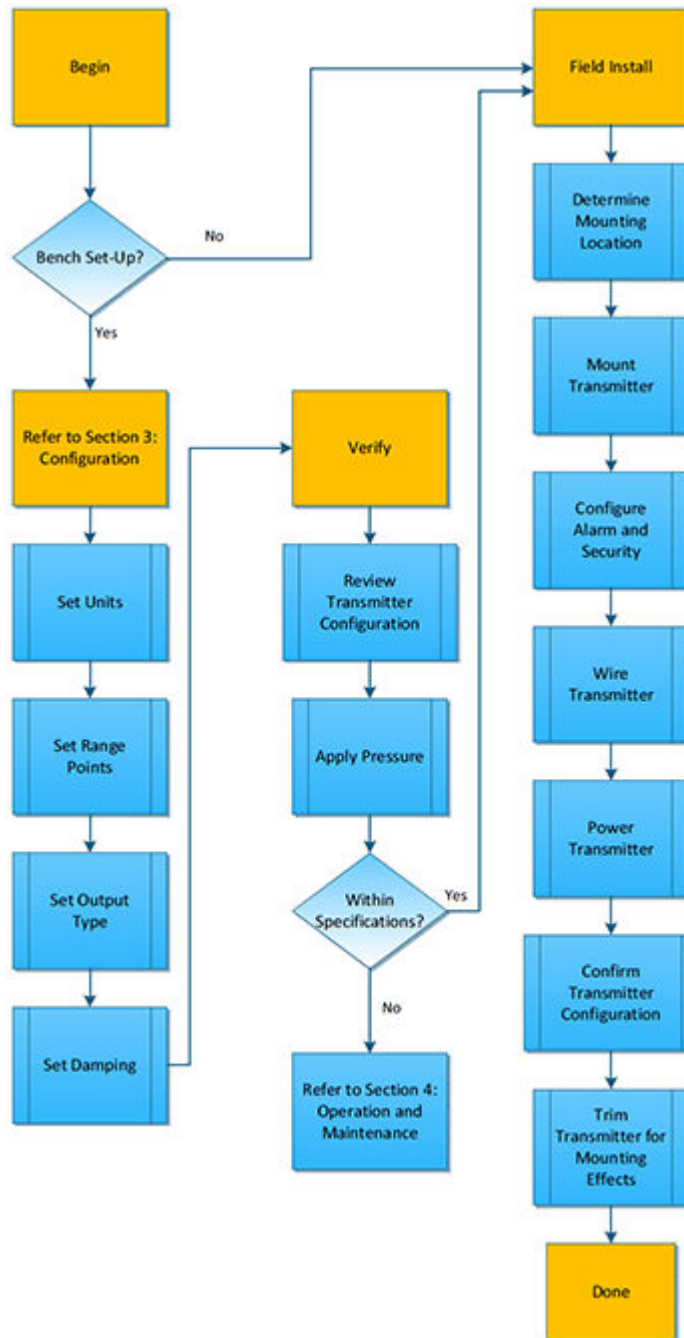 Begin
Bench Set-Up?
No
Yes
Refer to Section 3:
Configuration
Set Units
Set Range
Points
Set Output
Type
Set Damping
Verify
Review
Transmitter
Configuration
Apply Pressure
Within
Specifications?
Yes
No
Refer to Section 4:
Operation and
Maintenance
Field Install
Determine
Mounting
Location
Mount
Transmitter
Configure
Alarm and
Security
Wire
Transmitter
Power
Transmitter
Confirm
Transmitter
Configuration
Trim
Transmitter for
Mounting
Effects
Done